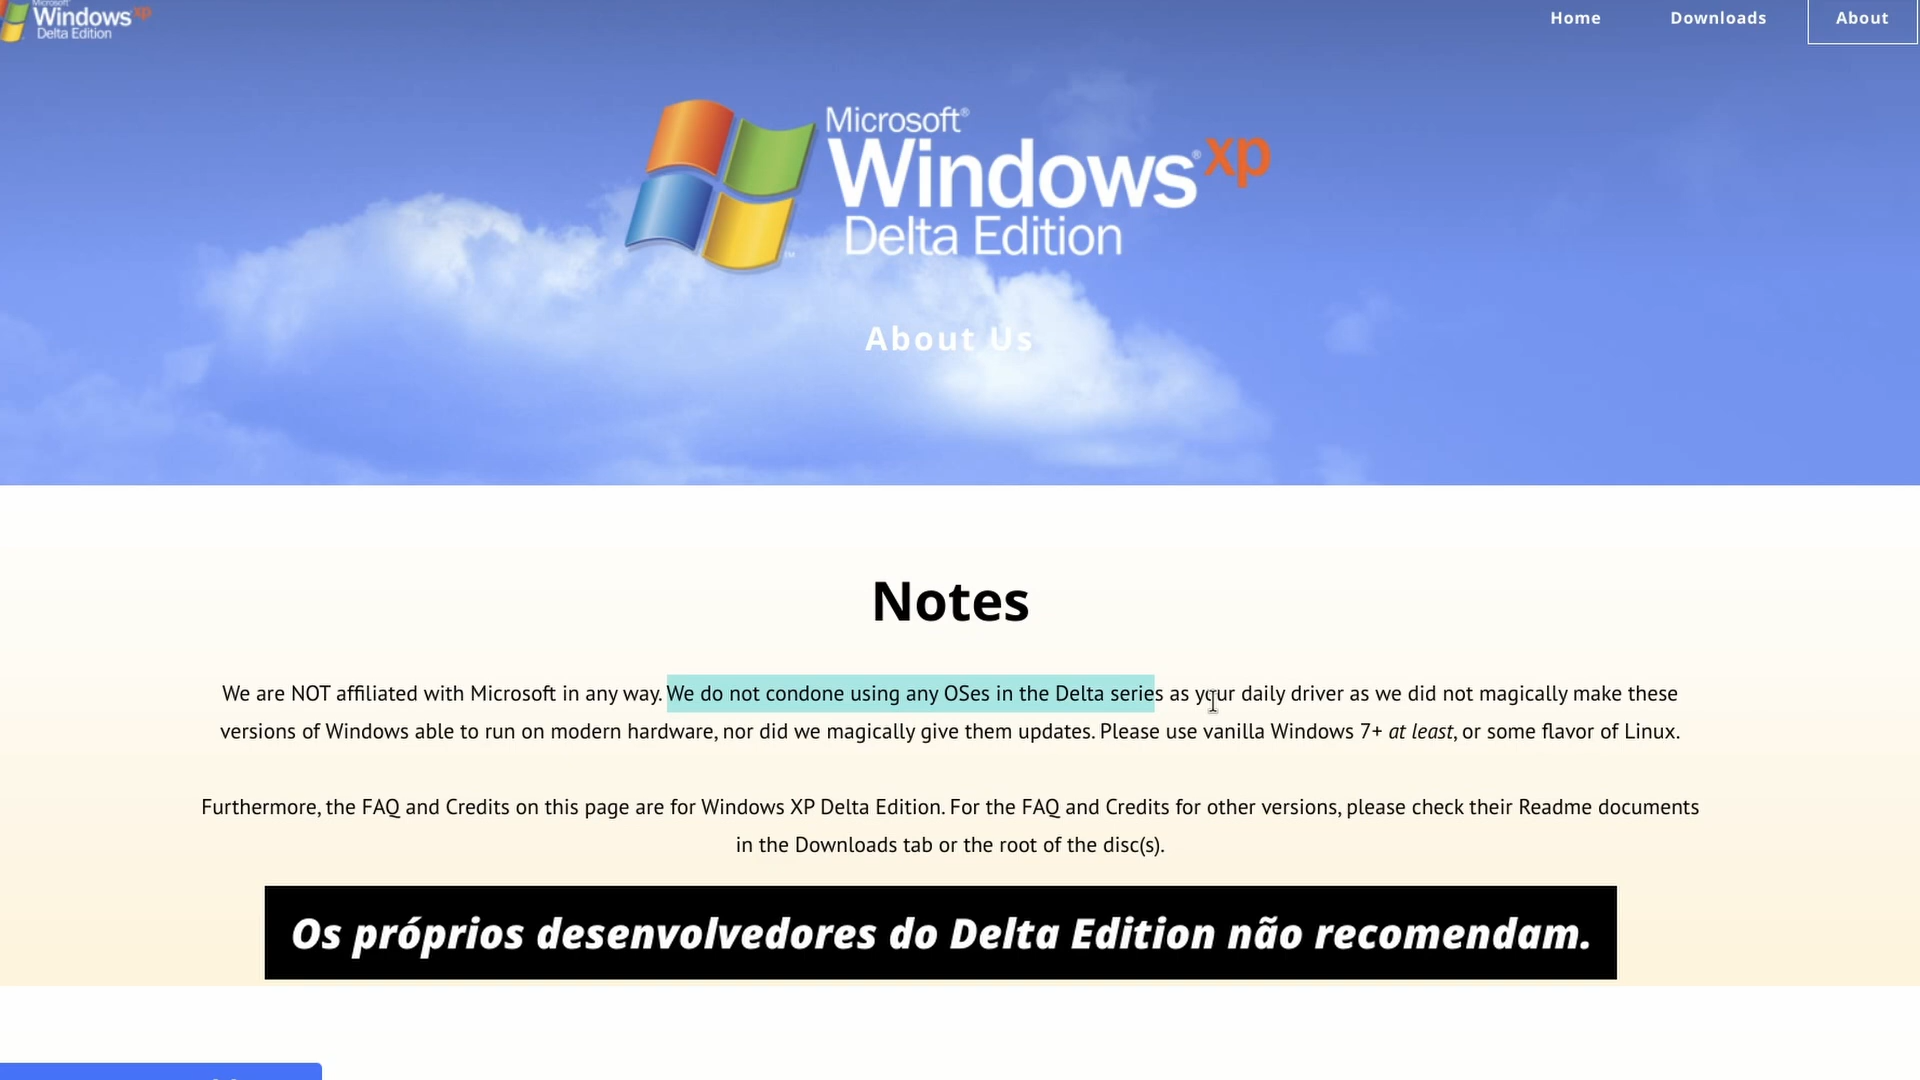 Microsoft
Windows xp
Delta Edition
Home
Downloads
About
Microsoft®
Windows® xp
Delta Edition
™
About Us
Notes
We are NOT affiliated with Microsoft in any way. We do not condone using any OSes in the Delta series as your daily driver as we did not magically make these
versions of Windows able to run on modern hardware, nor did we magically give them updates. Please use vanilla Windows 7+ at least, or some flavor of Linux.
Furthermore, the FAQ and Credits on this page are for Windows XP Delta Edition. For the FAQ and Credits for other versions, please check their Readme documents
in the Downloads tab or the root of the disc(s).
Os próprios desenvolvedores do Delta Edition não recomendam.